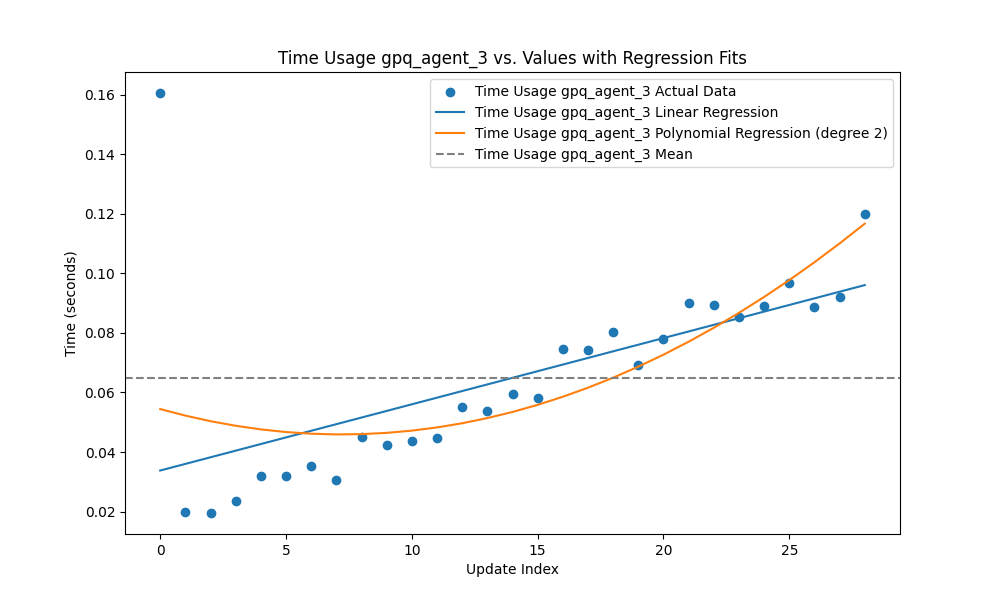 Time Usage gpq_agent_3 vs. Values with Regression Fits
Time Usage gpq_agent_3 Actual Data
Time Usage gpq_agent_3 Linear Regression
Time Usage gpq_agent_3 Polynomial Regression (degree 2)
Time Usage gpq_agent_3 Mean
Time (seconds)
0.16
0.14
0.12
0.10
0.08
0.06
0.04
0.02
0 5 10 15 20 25
Update Index